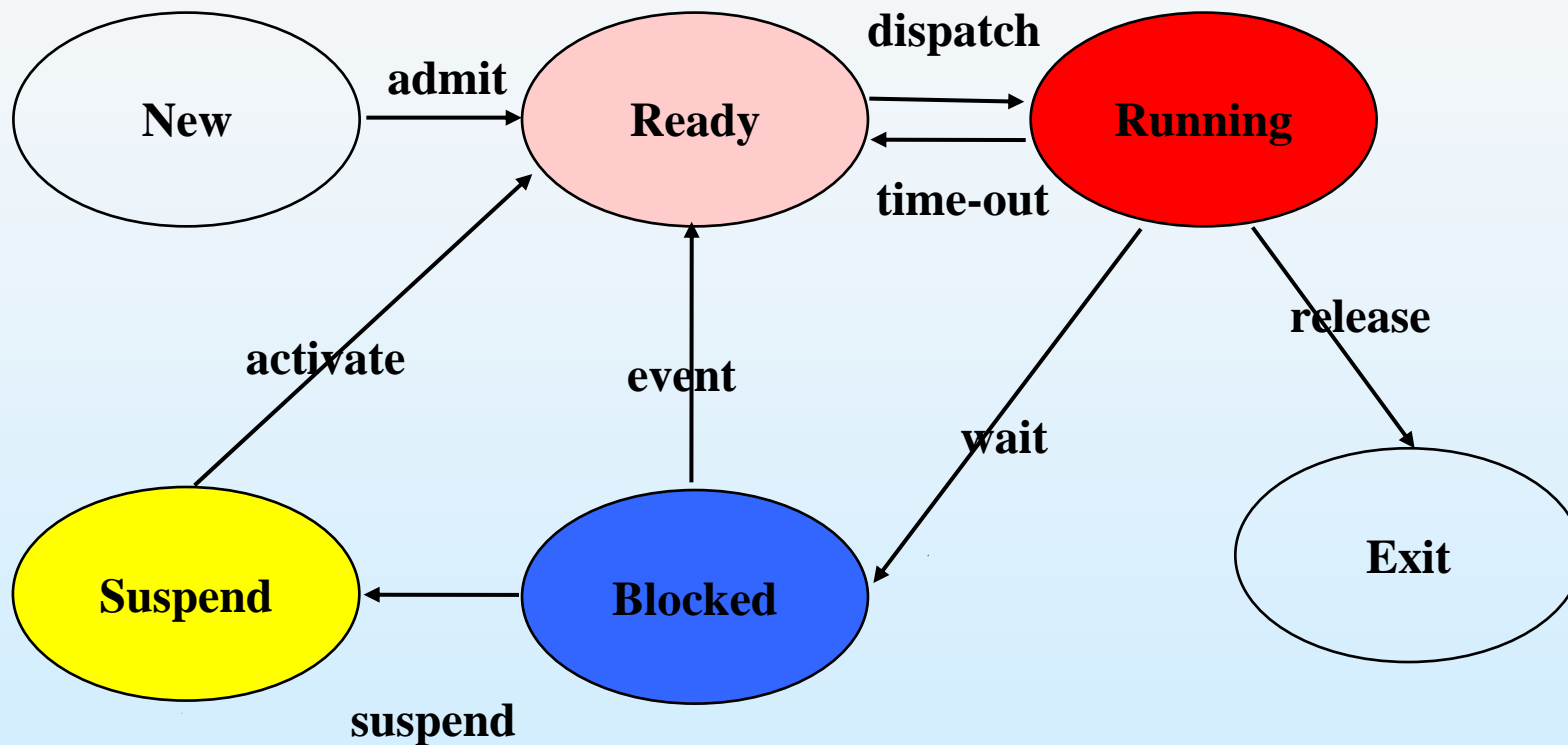 dispatch
admit
New
Ready
Running
time-out
release
activate
event
wait
Exit
Suspend
Blocked
suspend